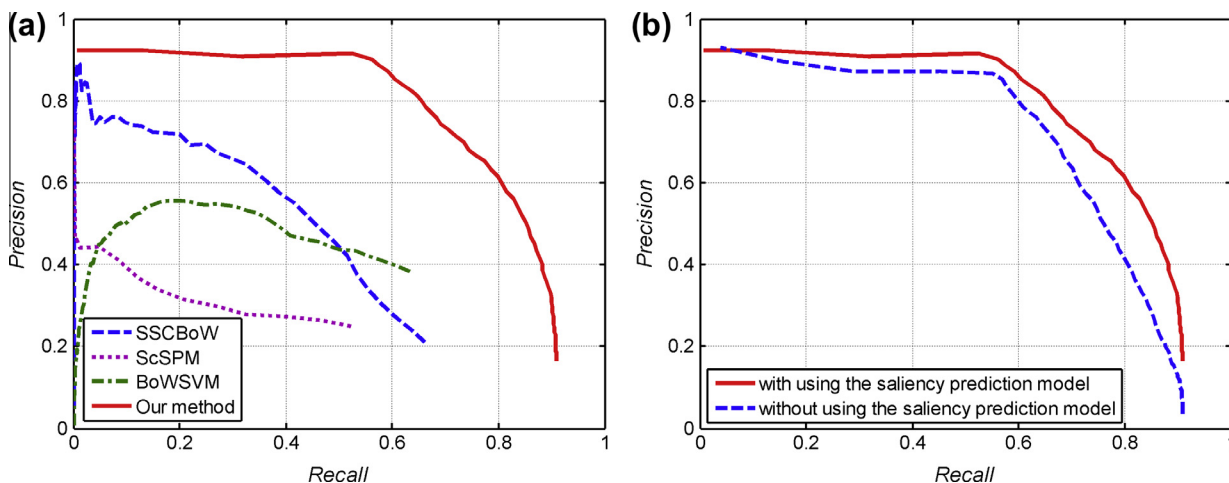 (a)
1
0.8
0.6
0.4
0.2
0
Precision
SSCBoW
ScSPM
BoWSVM
Our method
0
0.2
0.4
0.6
0.8
1
Recall
(b)
1
0.8
0.6
0.4
0.2
0
Precision
with using the saliency prediction model
without using the saliency prediction model
0
0.2
0.4
0.6
0.8
1
Recall